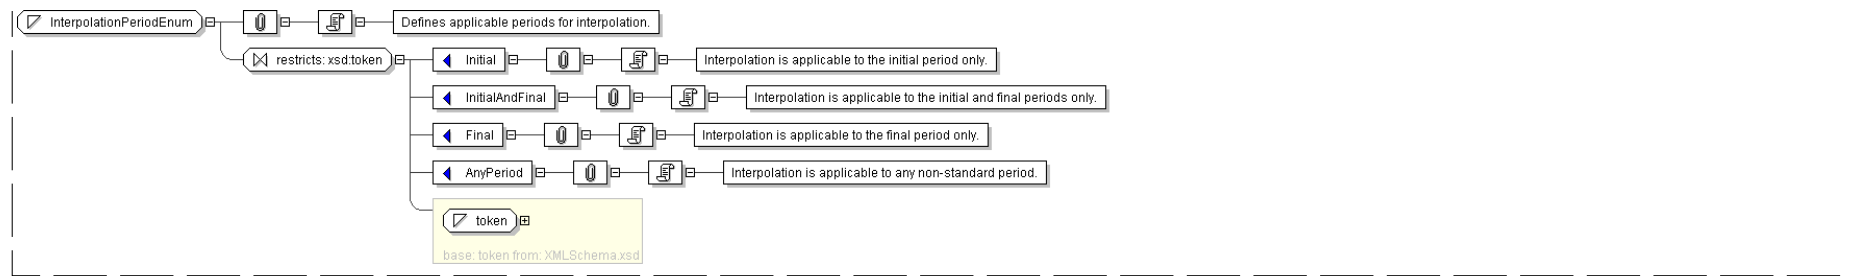 InterpolationPeriodEnum
Defines applicable periods for interpolation.
restricts: xsd:token
Initial
Interpolation is applicable to the initial period only.
InitialAndFinal
Interpolation is applicable to the initial and final periods only.
Final
Interpolation is applicable to the final period only.
AnyPeriod
Interpolation is applicable to any non-standard period.
token
base: token from: XMLSchema.xsd